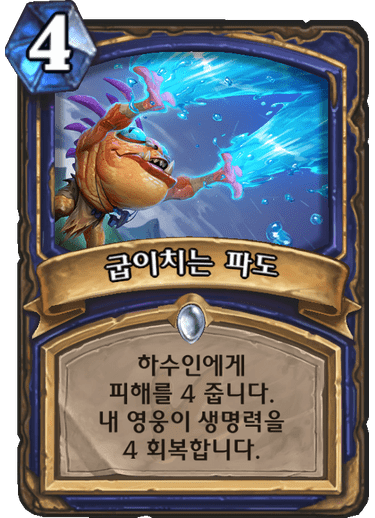 4
굽이치는 파도
하수인에게
피해를 4 줍니다.
내 영웅이 생명력을
4 회복합니다.